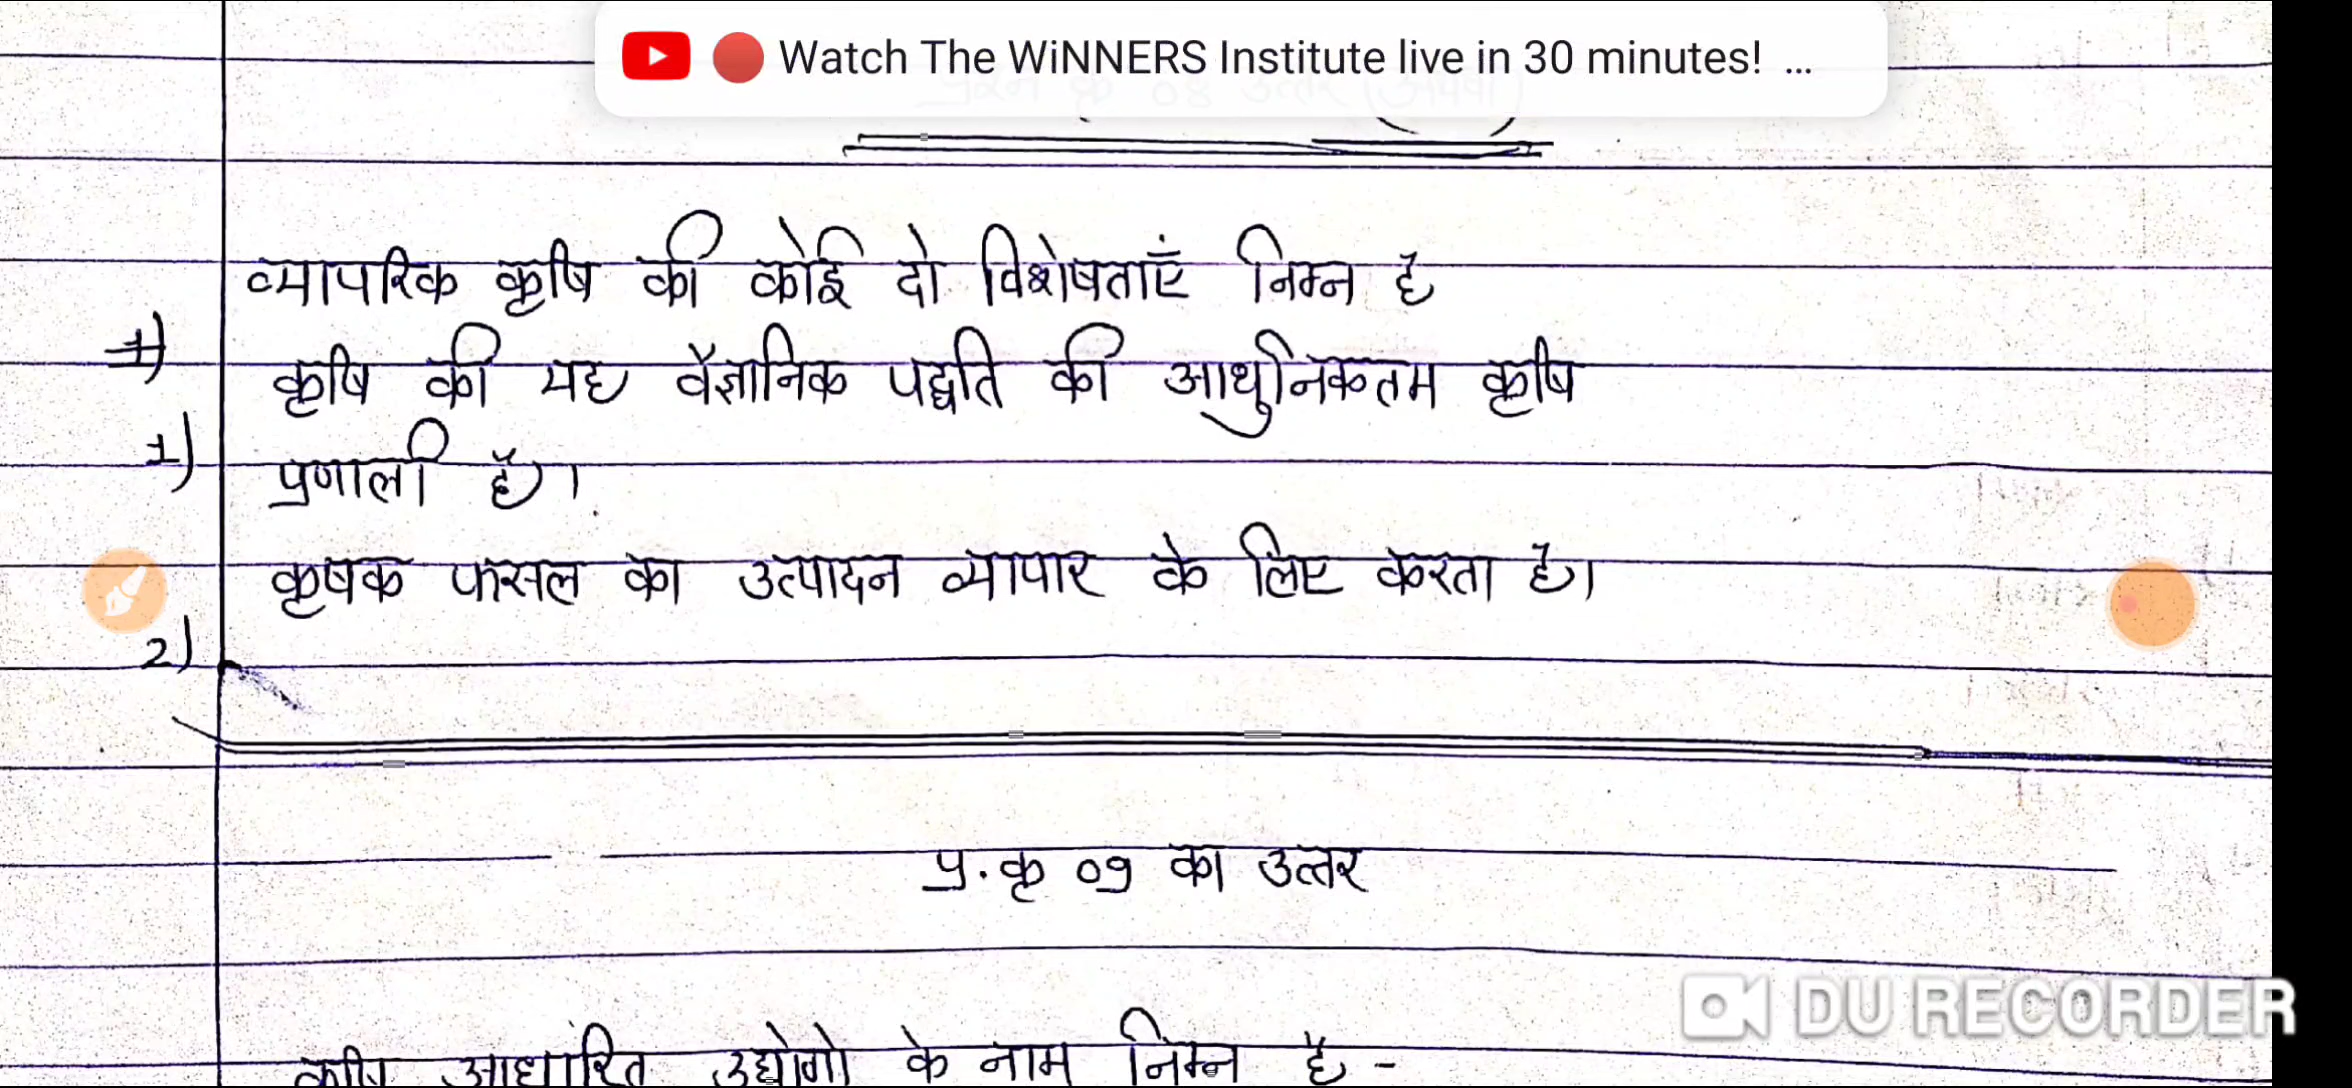 Watch The WiNNERS Institute live in 30 minutes! ...
व्यापरिक कृषि की कोई दो विशेषताएँ निम्न है
1)
कृषि की यह वैज्ञानिक पद्धति की आधुनिकतम कृषि
1) प्रणाली है।
कृषक फसल का उत्पादन व्यापार के लिए करता है।
2)
प्र.कृ 09 का उत्तर
DU RECORDER
कृषि आधारित उद्योगो के नाम निम्न है -